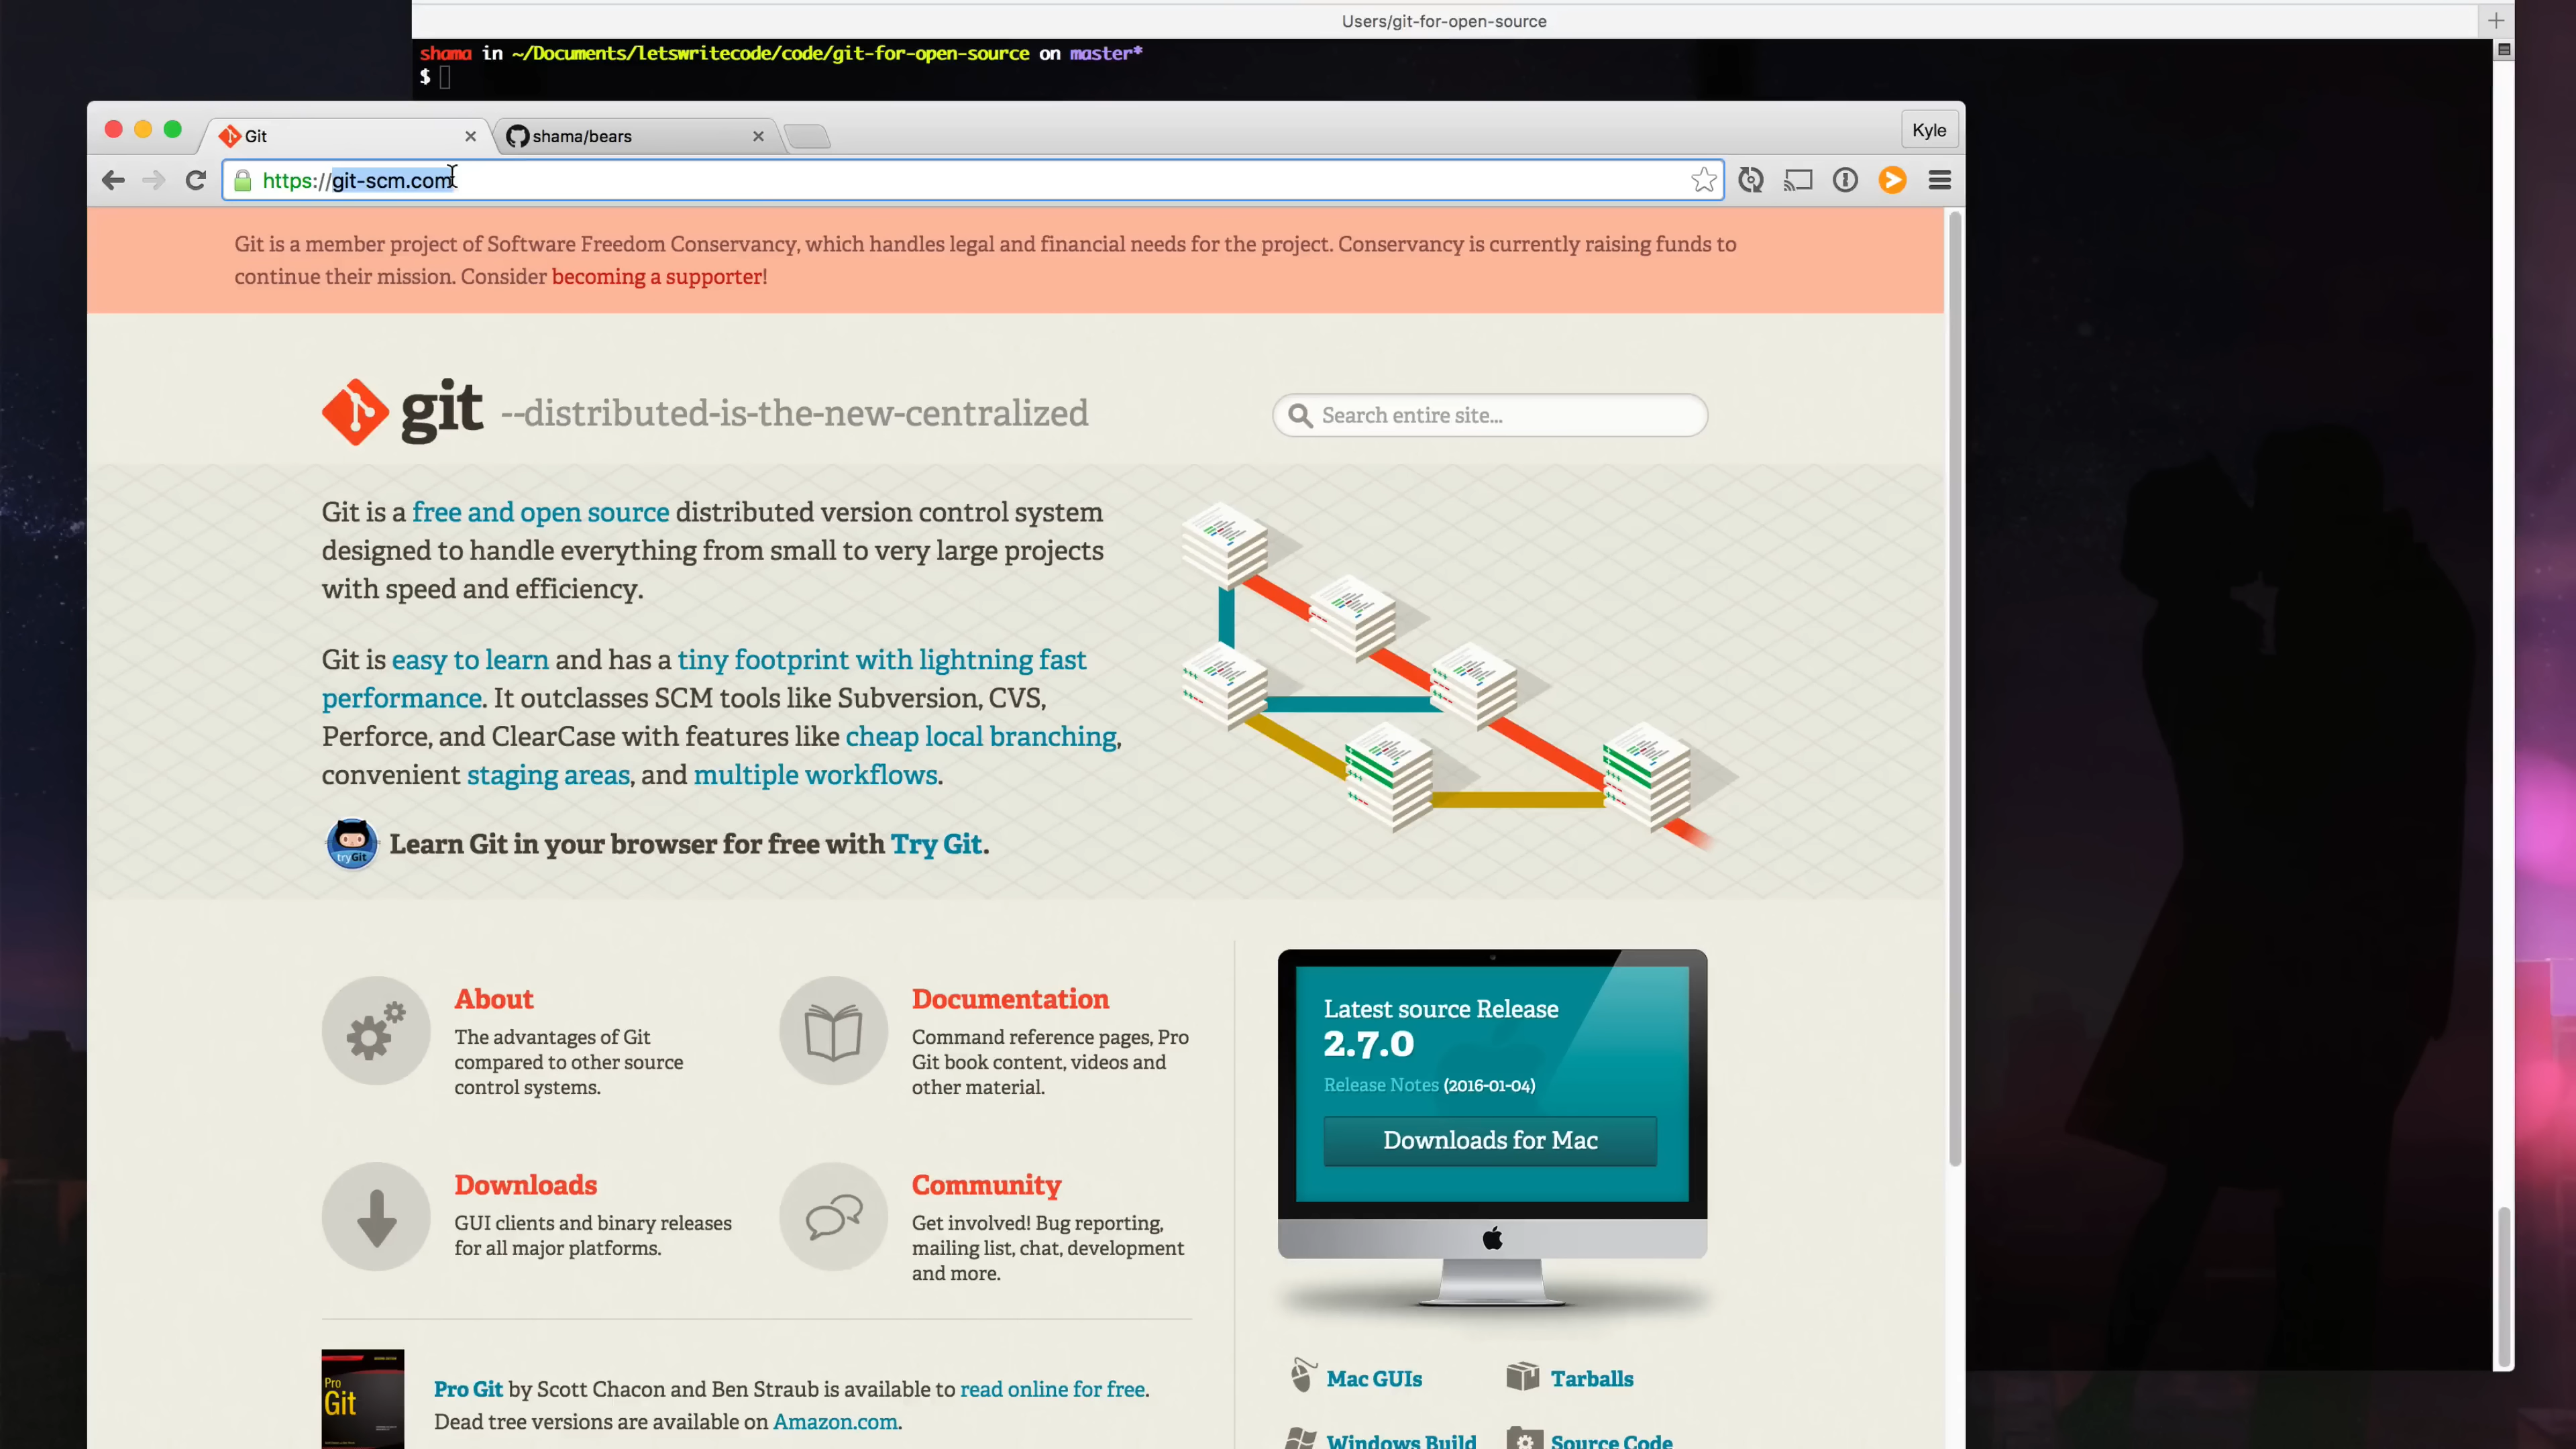 Users/git-for-open-source
shama in ~/Documents/letswritecode/code/git-for-open-source on master*
$
Git
shama/bears
Kyle
https://git-scm.com
Git is a member project of Software Freedom Conservancy, which handles legal and financial needs for the project. Conservancy is currently raising funds to
continue their mission. Consider becoming a supporter!
git --distributed-is-the-new-centralized
Search entire site...
Git is a free and open source distributed version control system
designed to handle everything from small to very large projects
with speed and efficiency.
Git is easy to learn and has a tiny footprint with lightning fast
performance. It outclasses SCM tools like Subversion, CVS,
Perforce, and ClearCase with features like cheap local branching,
convenient staging areas, and multiple workflows.
tryGit
Learn Git in your browser for free with Try Git.
About
The advantages of Git
compared to other source
control systems.
Documentation
Command reference pages, Pro
Git book content, videos and
other material.
Downloads
GUI clients and binary releases
for all major platforms.
Community
Get involved! Bug reporting,
mailing list, chat, development
and more.
Latest source Release
2.7.0
Release Notes (2016-01-04)
Downloads for Mac
Pro
Git
Pro Git by Scott Chacon and Ben Straub is available to read online for free.
Dead tree versions are available on Amazon.com.
Mac GUIs
Tarballs
Windows Build
Source Code